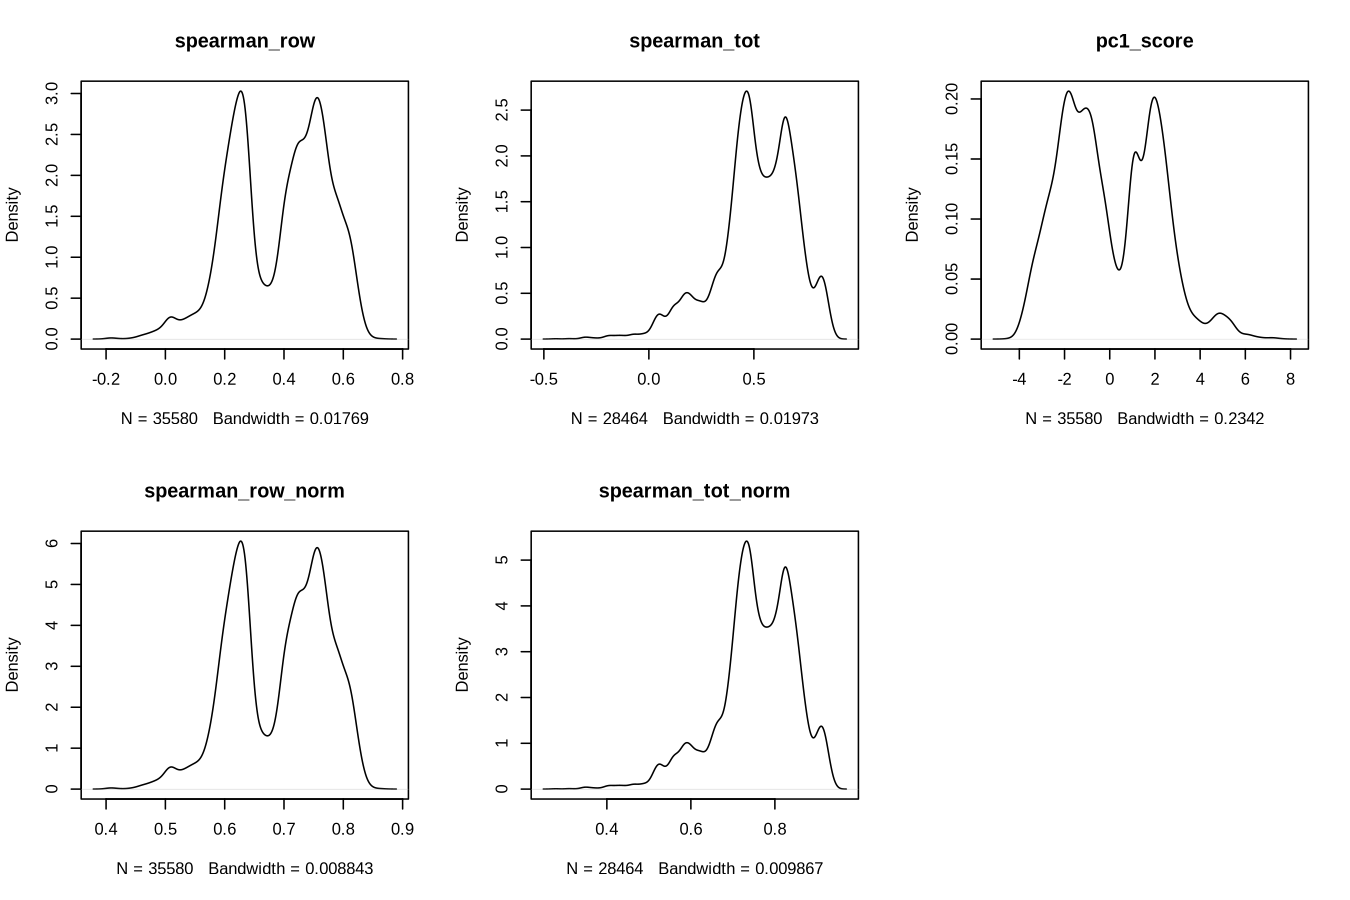 spearman_row
Density
0.0 0.5 1.0 1.5 2.0 2.5 3.0
-0.2 0.0 0.2 0.4 0.6 0.8
N = 35580 Bandwidth = 0.01769
spearman_tot
Density
0.0 0.5 1.0 1.5 2.0 2.5
-0.5 0.0 0.5
N = 28464 Bandwidth = 0.01973
pc1_score
Density
0.00 0.05 0.10 0.15 0.20
-4 -2 0 2 4 6 8
N = 35580 Bandwidth = 0.2342
spearman_row_norm
Density
0 1 2 3 4 5 6
0.4 0.5 0.6 0.7 0.8 0.9
N = 35580 Bandwidth = 0.008843
spearman_tot_norm
Density
0 1 2 3 4 5
0.4 0.6 0.8
N = 28464 Bandwidth = 0.009867